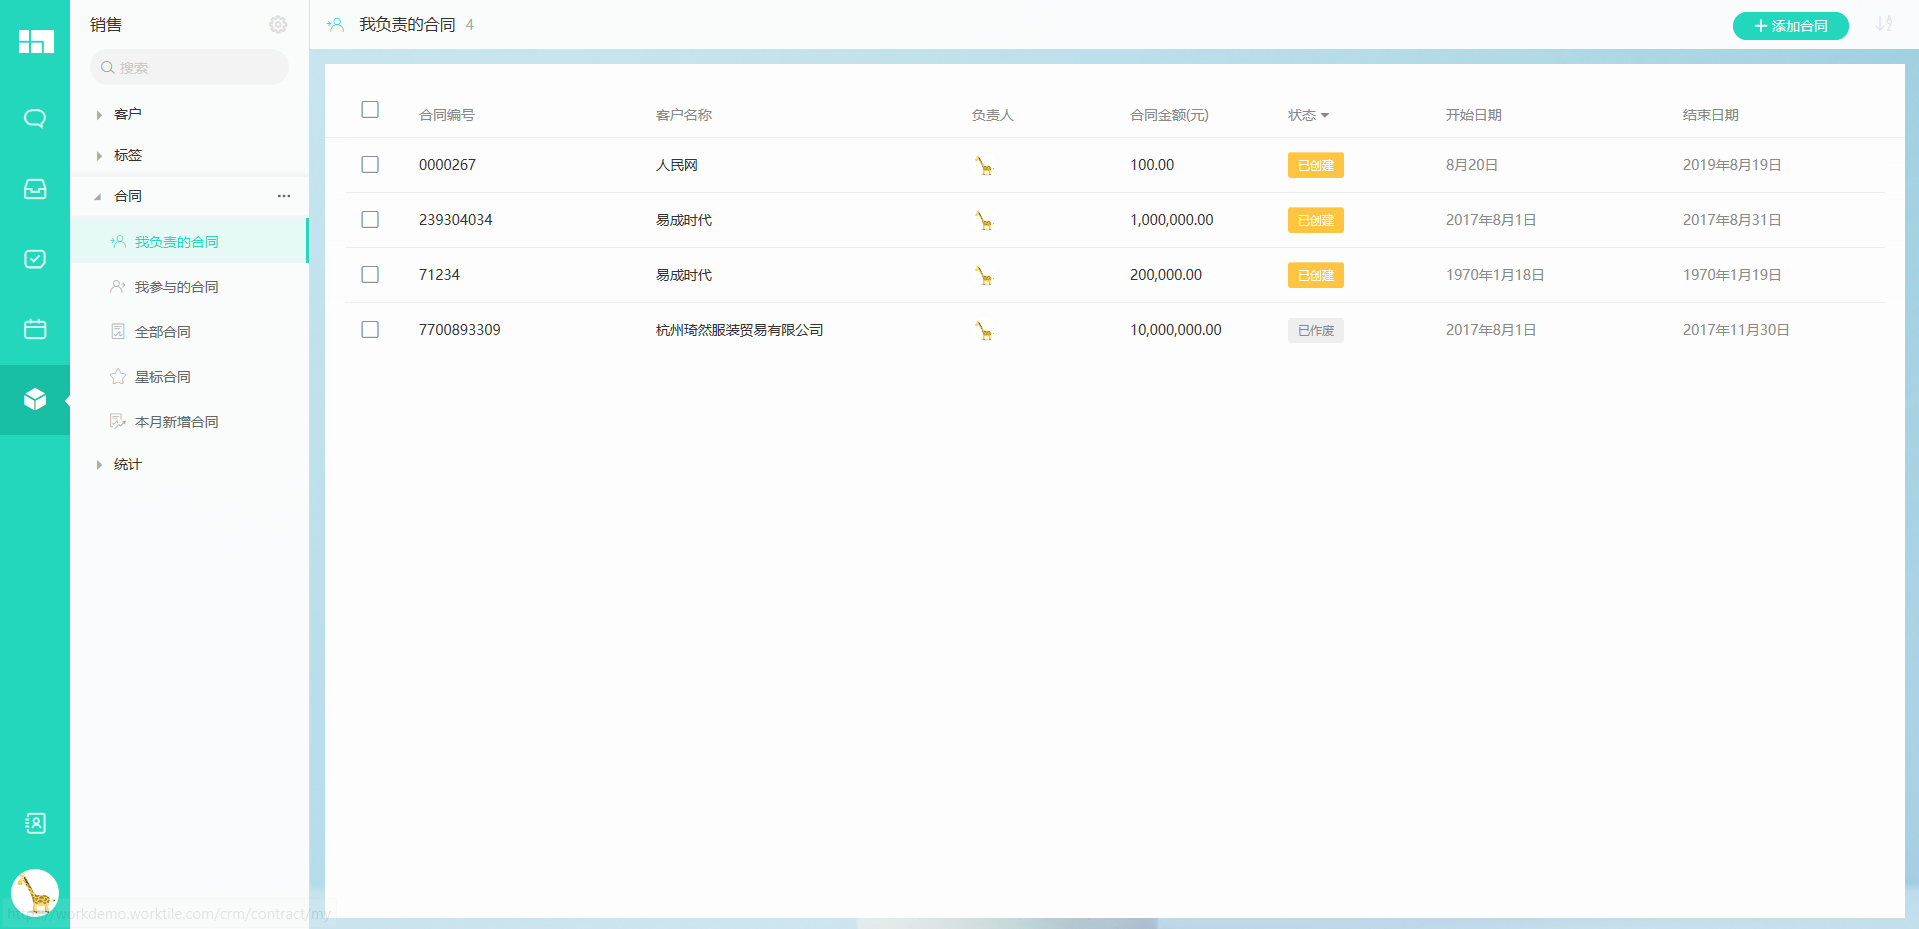 销售
搜索
客户
标签
合同
我负责的合同
我参与的合同
全部合同
星标合同
本月新增合同
统计
我负责的合同 4
添加合同
合同编号 客户名称 负责人 合同金额(元) 状态 开始日期 结束日期
0000267 人民网 100.00 已创建 8月20日 2019年8月19日
239304034 易成时代 1,000,000.00 已创建 2017年8月1日 2017年8月31日
71234 易成时代 200,000.00 已创建 1970年1月18日 1970年1月19日
7700893309 杭州琦然服装贸易有限公司 10,000,000.00 已作废 2017年8月1日 2017年11月30日
https://workdemo.worktile.com/crm/contract/my